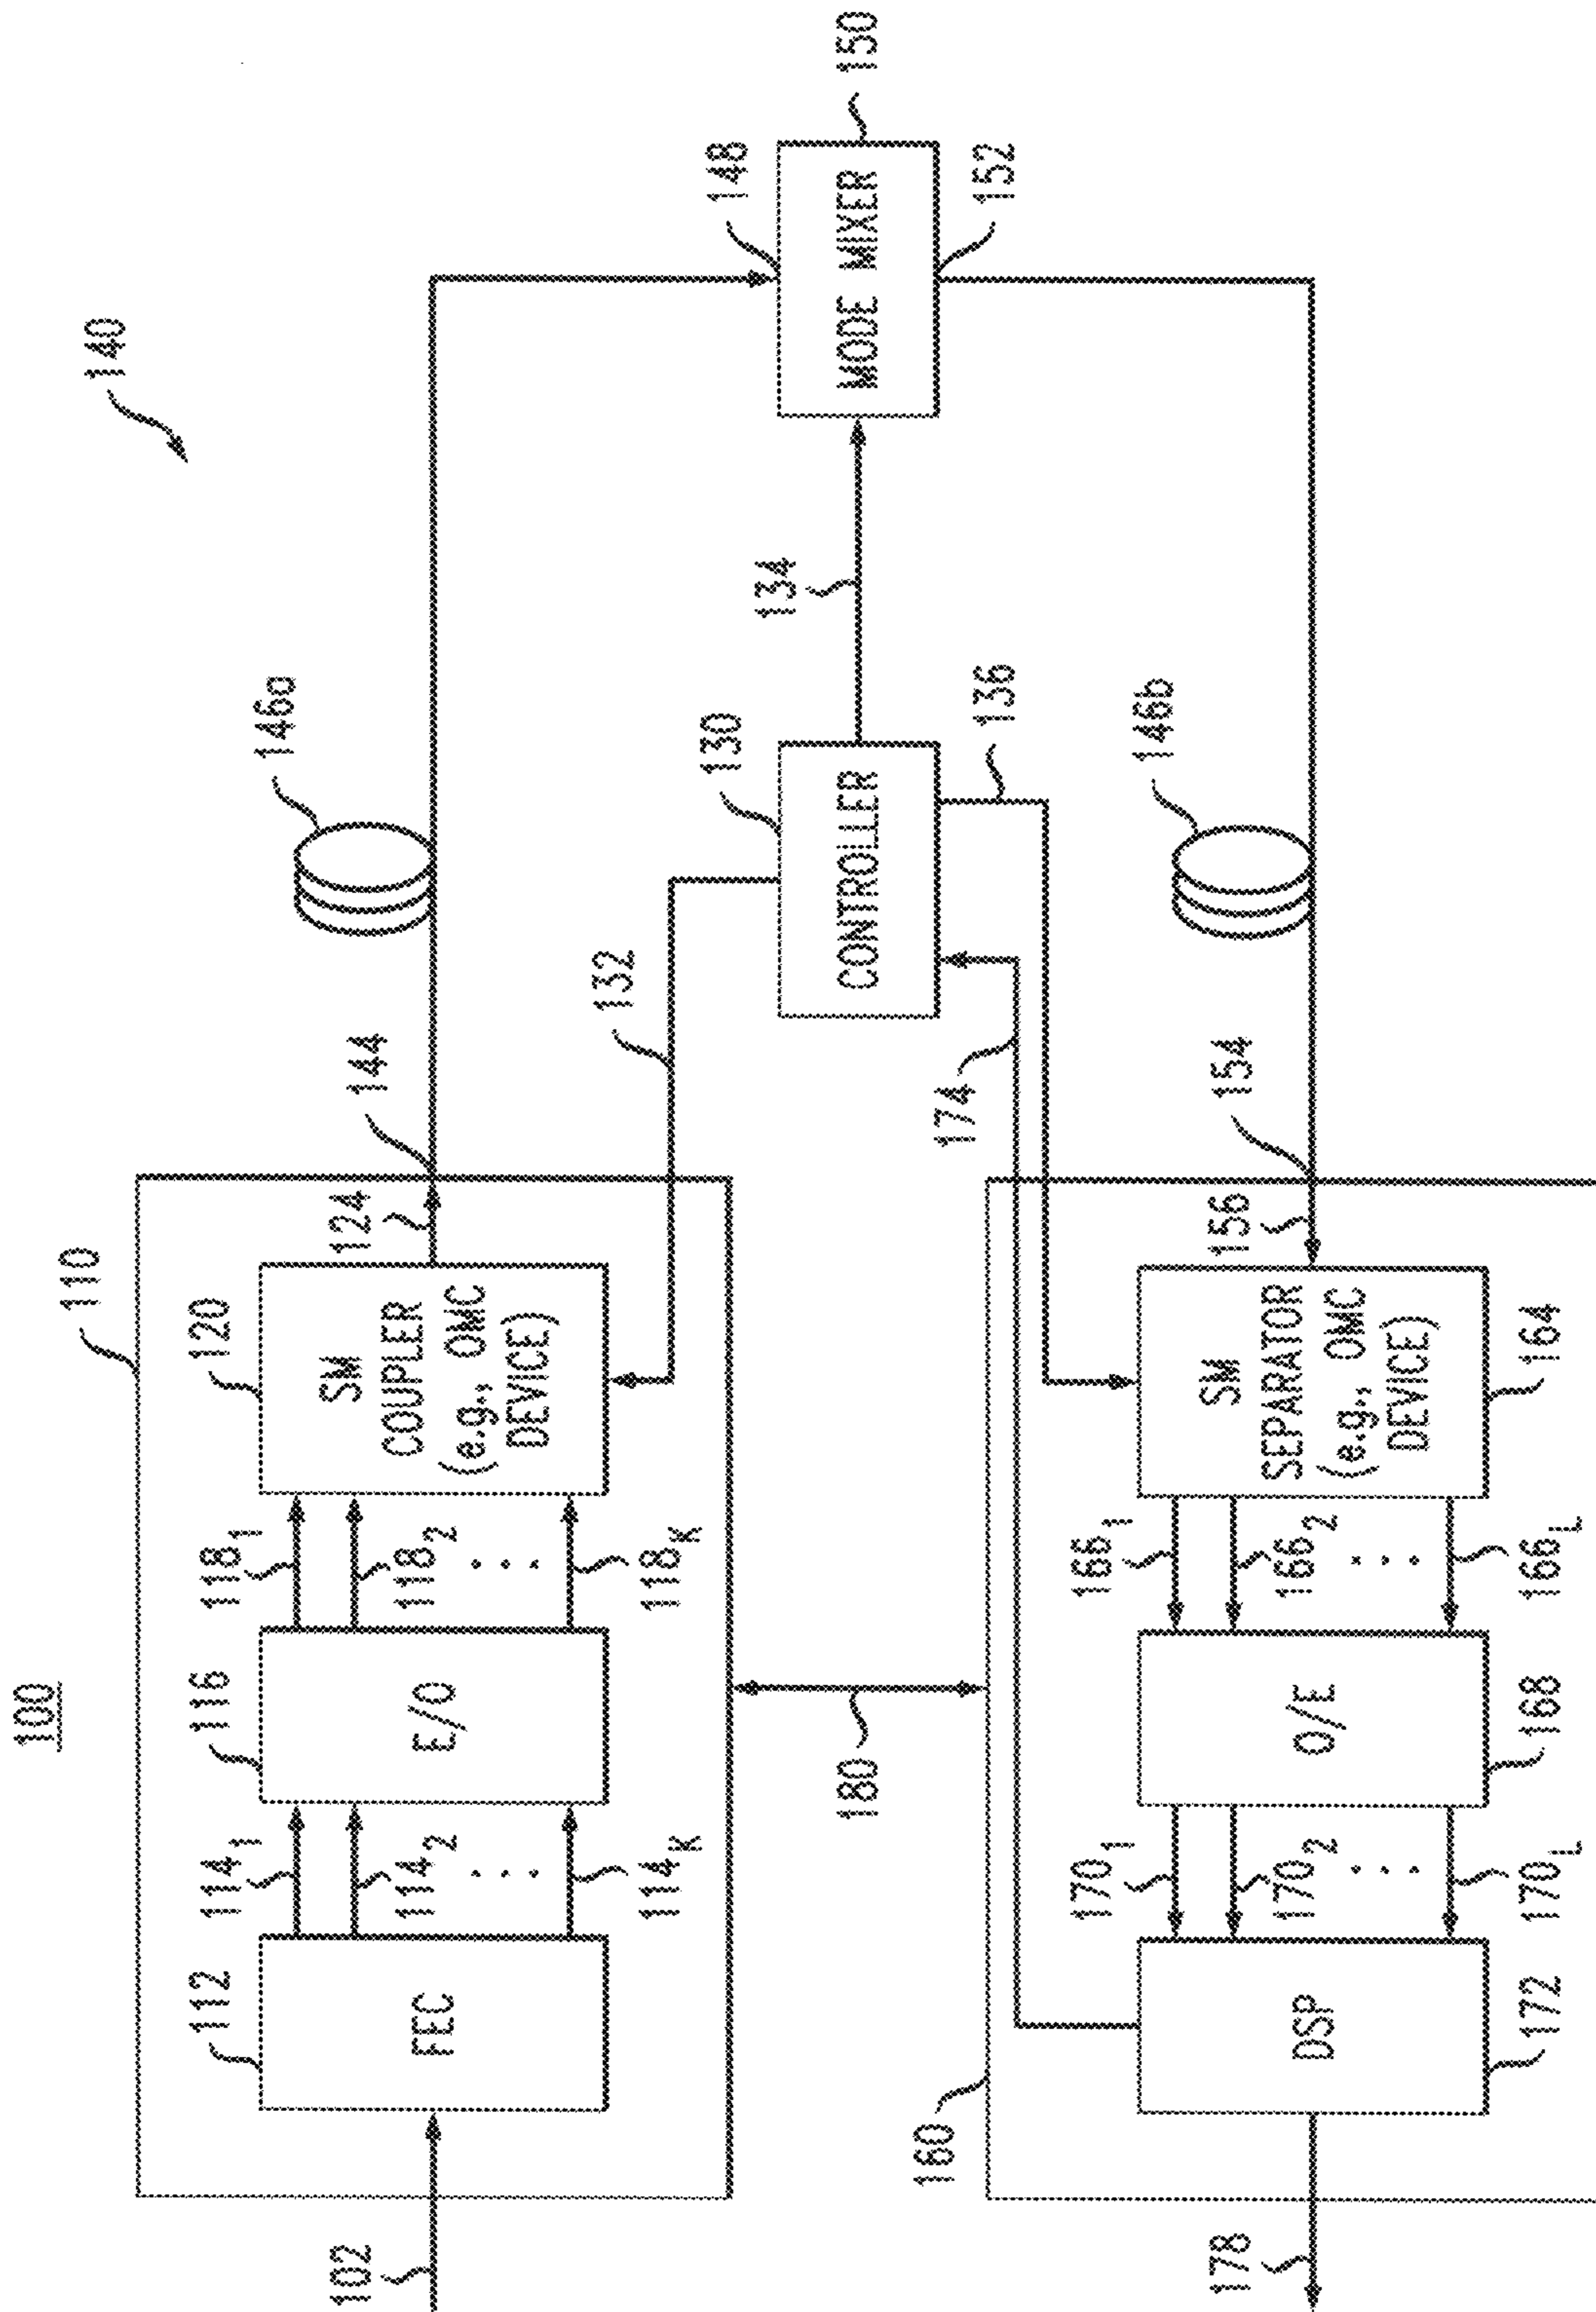 100
102
110
112
FEC
114₁
114₂
. . .
114K
116
E/O
118₁
118₂
. . .
118K
120
SM
COUPLER
(e.g., OMC
DEVICE)
124
144
146a
140
132
130
CONTROLLER
134
136
174
148
MODE MIXER
150
152
146b
154
156
SM
SEPARATOR
(e.g., OMC
DEVICE)
164
166₁
166₂
. . .
166L
O/E
168
170₁
170₂
. . .
170L
DSP
172
160
178
180